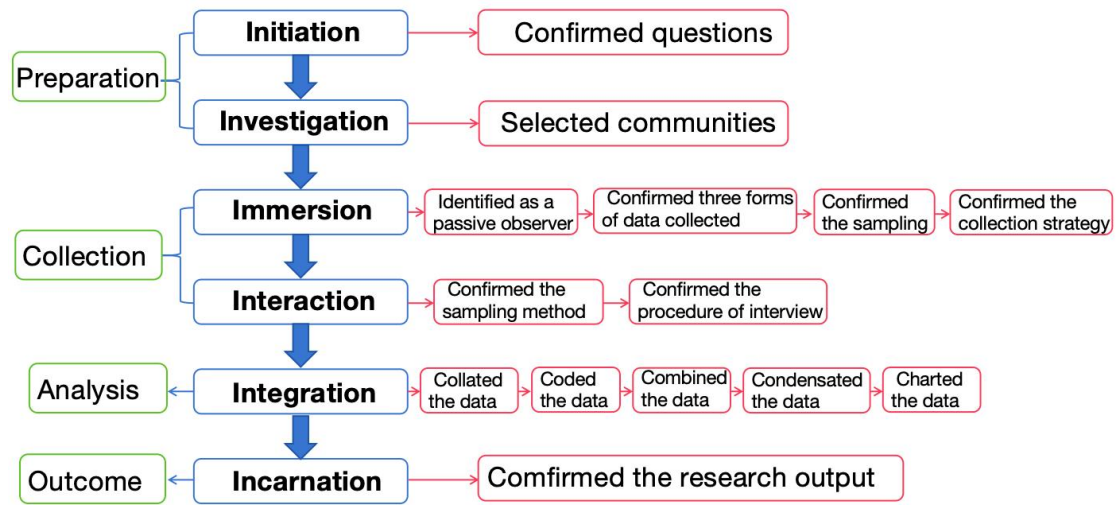 Preparation
Initiation
Confirmed questions
Investigation
Selected communities
Collection
Immersion
Identified as a
passive observer
Confirmed three forms
of data collected
Confirmed
the sampling
Confirmed the
collection strategy
Interaction
Confirmed the
sampling method
Confirmed the
procedure of interview
Analysis
Integration
Collated
the data
Coded
the data
Combined
the data
Condensated
the data
Charted
the data
Outcome
Incarnation
Comfirmed the research output